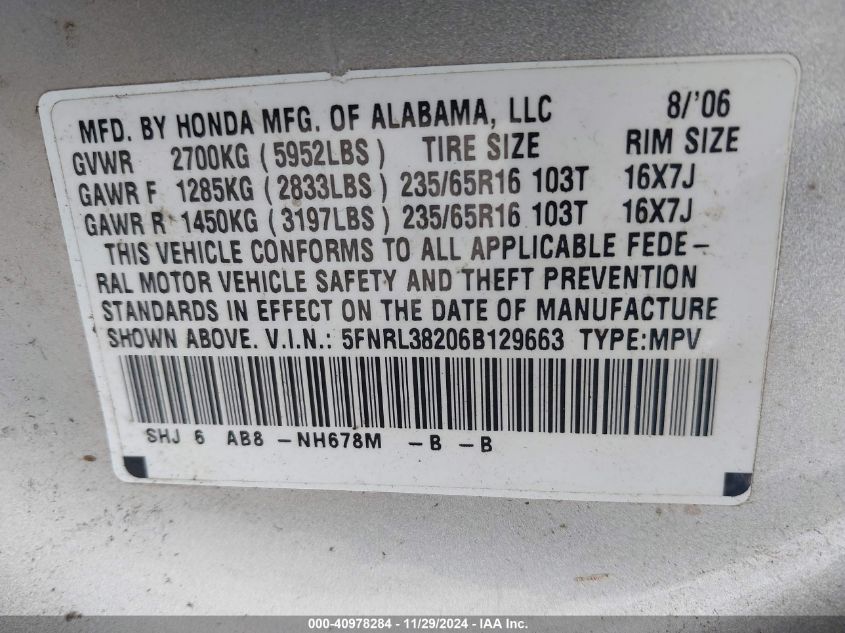 MFD. BY HONDA MFG. OF ALABAMA, LLC 8/'06
GVWR 2700KG (5952LBS) TIRE SIZE RIM SIZE
GAWR F 1285KG (2833LBS) 235/65R16 103T 16X7J
GAWR R 1450KG (3197LBS) 235/65R16 103T 16X7J
THIS VEHICLE CONFORMS TO ALL APPLICABLE FEDE-
RAL MOTOR VEHICLE SAFETY AND THEFT PREVENTION
STANDARDS IN EFFECT ON THE DATE OF MANUFACTURE
SHOWN ABOVE. V.I.N.: 5FNRL38206B129663 TYPE:MPV
SHJ 6 AB8 -NH678M -B -B
000-40978284 - 11/29/2024 - IMPACT AUTO AUCTIONS